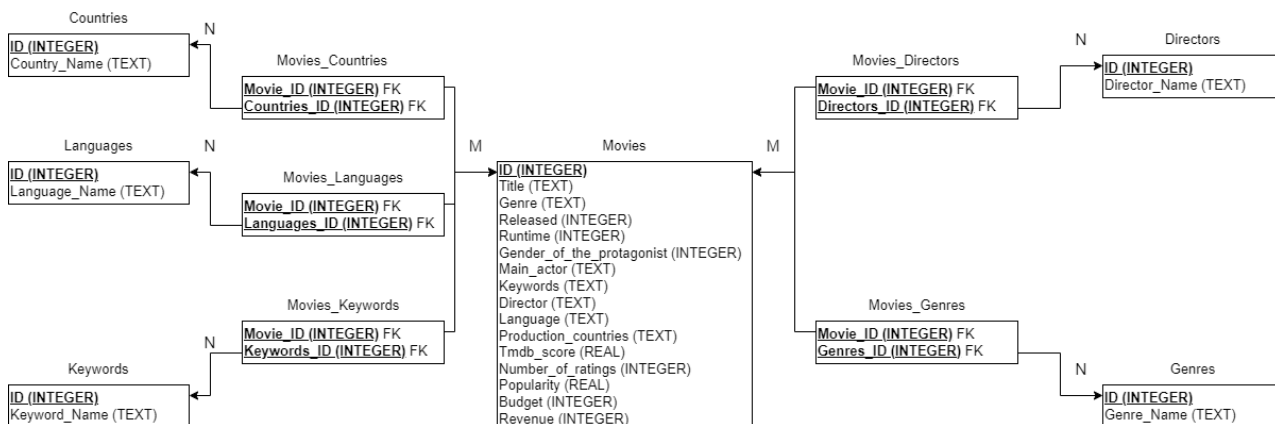 Countries
N
ID (INTEGER)
Country_Name (TEXT)
Movies_Countries
Movie_ID (INTEGER) FK
Countries_ID (INTEGER) FK
Languages
N
ID (INTEGER)
Language_Name (TEXT)
Movies_Languages
Movie_ID (INTEGER) FK
Languages_ID (INTEGER) FK
Movies_Keywords
Movie_ID (INTEGER) FK
Keywords_ID (INTEGER) FK
N
Keywords
ID (INTEGER)
Keyword_Name (TEXT)
M
Movies
M
ID (INTEGER)
Title (TEXT)
Genre (TEXT)
Released (INTEGER)
Runtime (INTEGER)
Gender_of_the_protagonist (INTEGER)
Main_actor (TEXT)
Keywords (TEXT)
Director (TEXT)
Language (TEXT)
Production_countries (TEXT)
Tmdb_score (REAL)
Number_of_ratings (INTEGER)
Popularity (REAL)
Budget (INTEGER)
Revenue (INTEGER)
Movies_Directors
Movie_ID (INTEGER) FK
Directors_ID (INTEGER) FK
N
Directors
ID (INTEGER)
Director_Name (TEXT)
Movies_Genres
Movie_ID (INTEGER) FK
Genres_ID (INTEGER) FK
N
Genres
ID (INTEGER)
Genre_Name (TEXT)